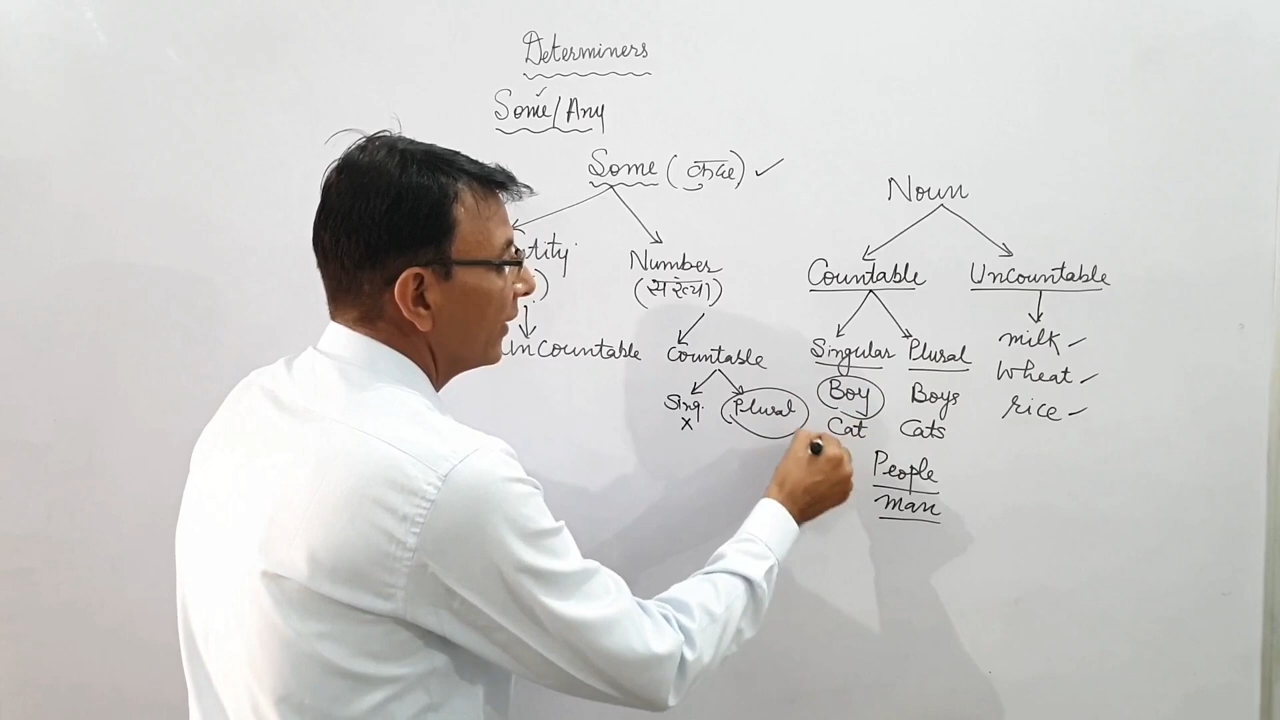 Determiners
Some/Any
Some (कुछ) ✓
Noun
Number
(संख्या)
Countable Uncountable
Uncountable
Countable
Sing. Plural
x
Singular Plural
Boy Boys
Cat Cats
People
man
milk
wheat
rice